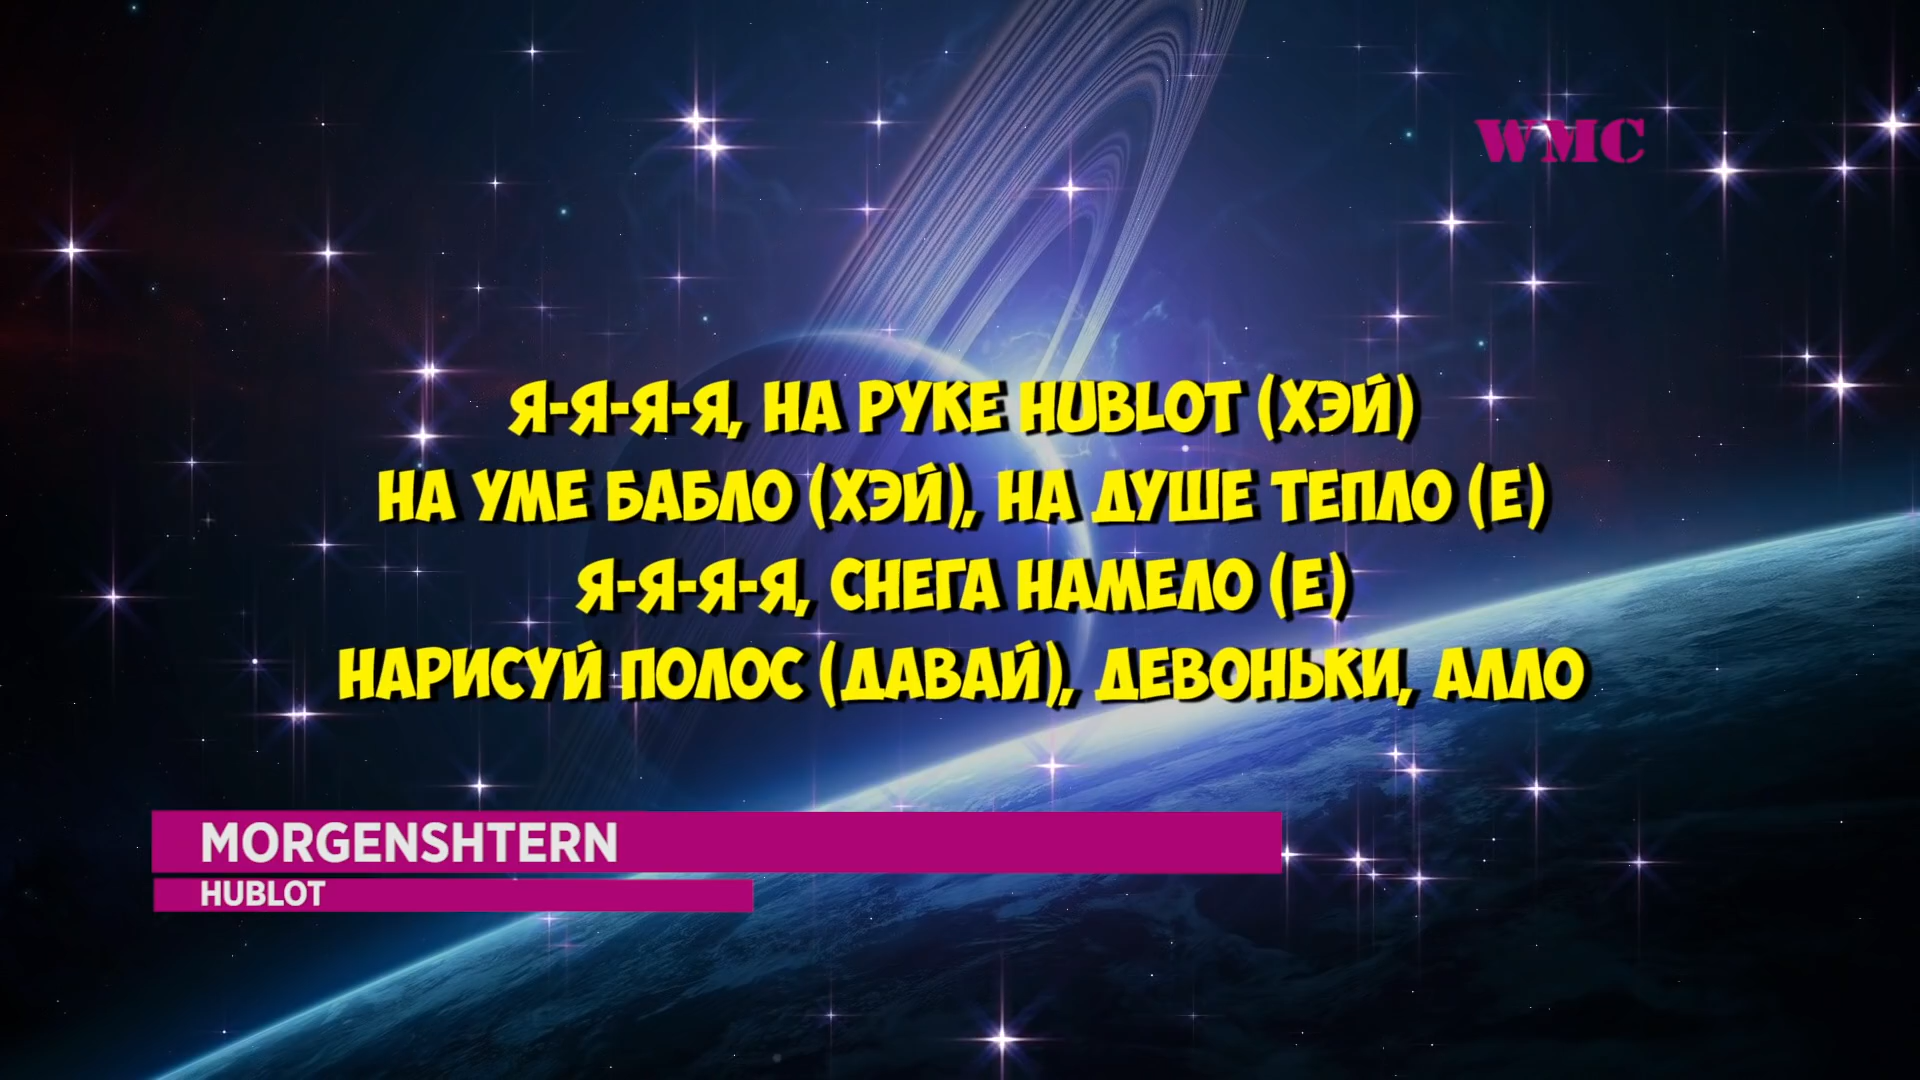 WMC
Я-Я-Я-Я, НА РУКЕ HUBLOT (ХЭЙ)
НА УМЕ БАБЛО (ХЭЙ), НА ДУШЕ ТЕПЛО (Е)
Я-Я-Я-Я, СНЕГА НАМЕЛО (Е)
НАРИСУЙ ПОЛОС (ДАВАЙ), ДЕВОНЬКИ, АЛЛО
MORGENSHTERN
HUBLOT